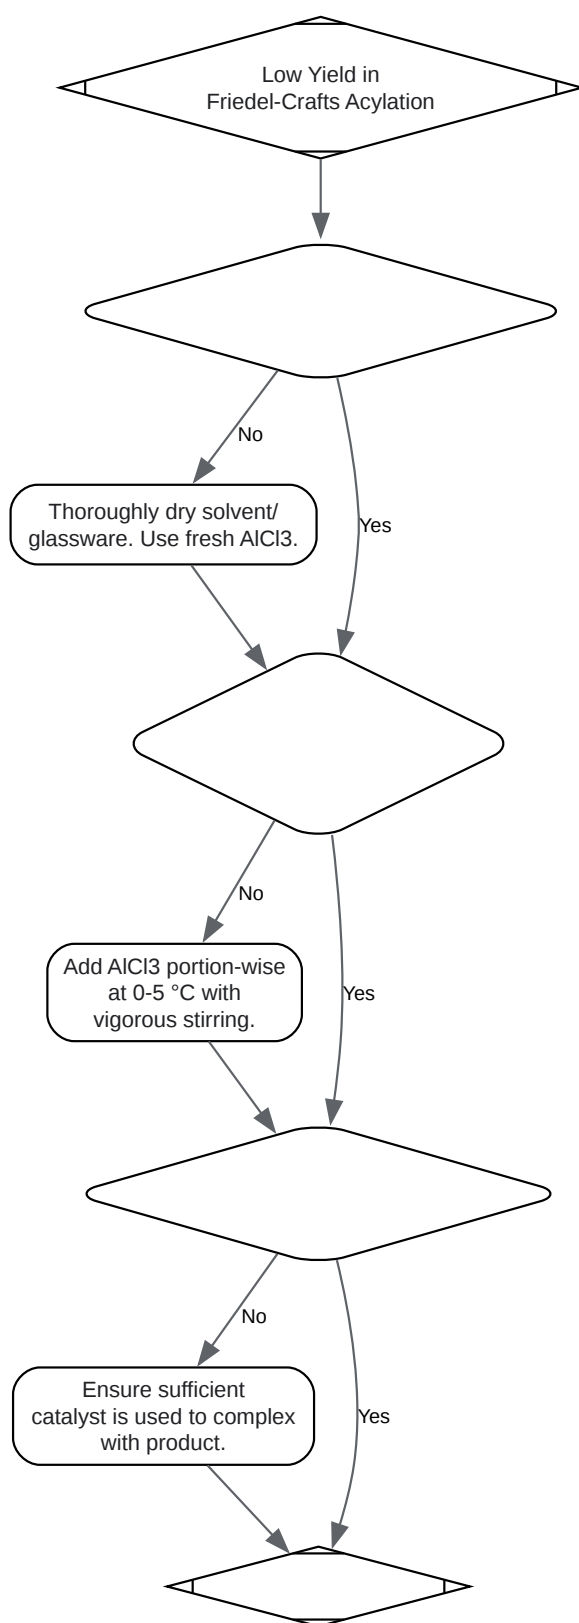 Low Yield in
Friedel-Crafts Acylation
No
Thoroughly dry solvent/
glassware. Use fresh AlCl3.
Yes
No
Add AlCl3 portion-wise
at 0-5 °C with
vigorous stirring.
Yes
No
Ensure sufficient
catalyst is used to complex
with product.
Yes